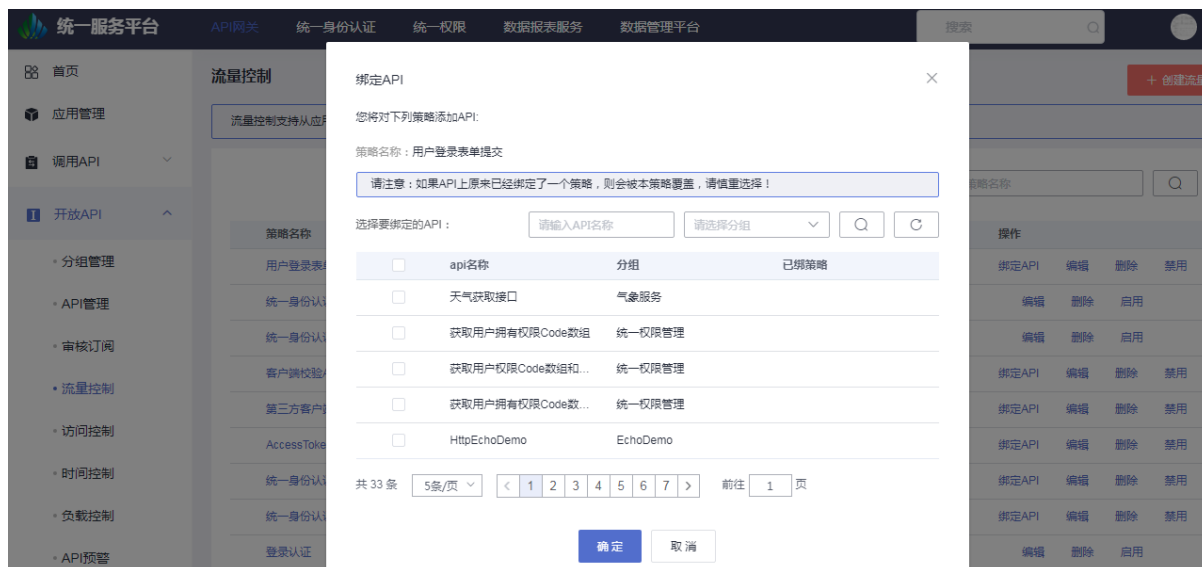 统一服务平台 API网关 统一身份认证 统一权限 数据报表服务 数据管理平台 搜索
首页
应用管理
调用API
开放API
分组管理
API管理
审核订阅
流量控制
访问控制
时间控制
负载控制
API预警
流量控制
+ 创建流量
流量控制支持从应用
策略名称
策略名称 操作
用户登录表单 绑定API 编辑 删除 禁用
统一身份认证 编辑 删除 启用
统一身份认证 编辑 删除 启用
客户端校验A 绑定API 编辑 删除 禁用
第三方客户端 绑定API 编辑 删除 禁用
AccessToke 绑定API 编辑 删除 禁用
统一身份认证 绑定API 编辑 删除 禁用
统一身份认证 绑定API 编辑 删除 禁用
登录认证 编辑 删除 启用
绑定API
您将对下列策略添加API:
策略名称：用户登录表单提交
请注意：如果API上原来已经绑定了一个策略，则会被本策略覆盖，请慎重选择！
选择要绑定的API： 请输入API名称 请选择分组
api名称 分组 已绑策略
天气获取接口 气象服务
获取用户拥有权限Code数组 统一权限管理
获取用户权限Code数组和... 统一权限管理
获取用户拥有权限Code数... 统一权限管理
HttpEchoDemo EchoDemo
共 33 条 5条/页 < 1 2 3 4 5 6 7 > 前往 1 页
确定 取消